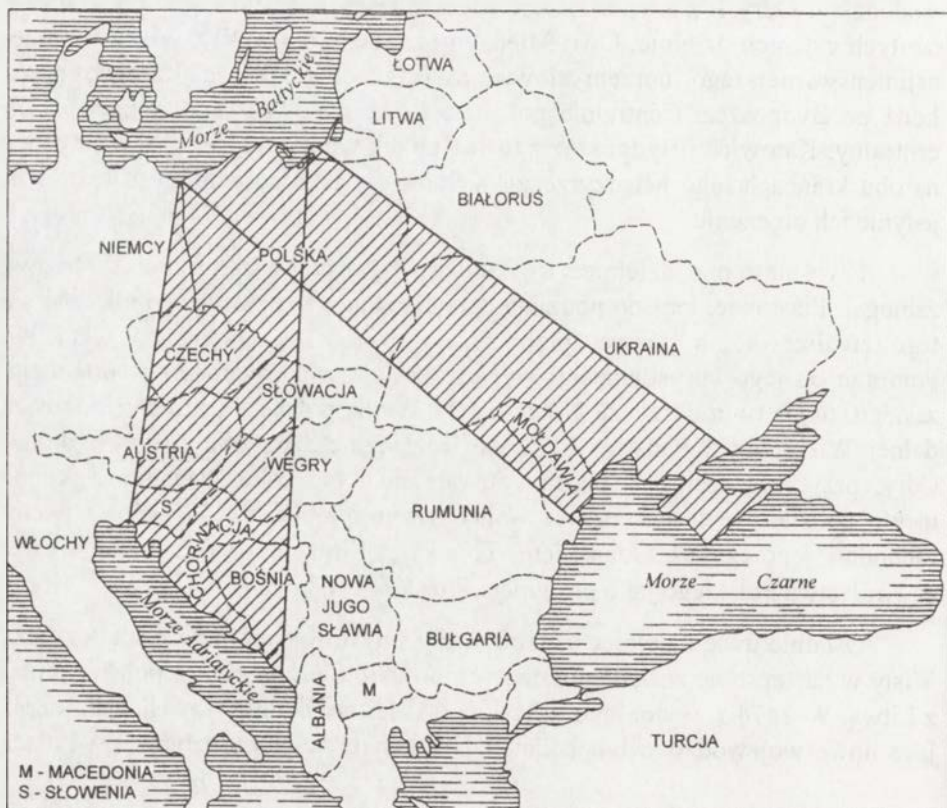 ŁOTWA
Morze Bałtyckie
LITWA
BIAŁORUS
NIEMCY
POLSKA
UKRAINA
CZECHY
SŁOWACJA
MOŁDAWIA
AUSTRIA
WĘGRY
S
RUMUNIA
WŁOCHY
CHORWACJA
BOŚNIA
NOWA
JUGO
SŁAWIA
Morze Czarne
Morze Adriatyckie
BUŁGARIA
ALBANIA
M
TURCJA
M - MACEDONIA
S - SŁOWENIA